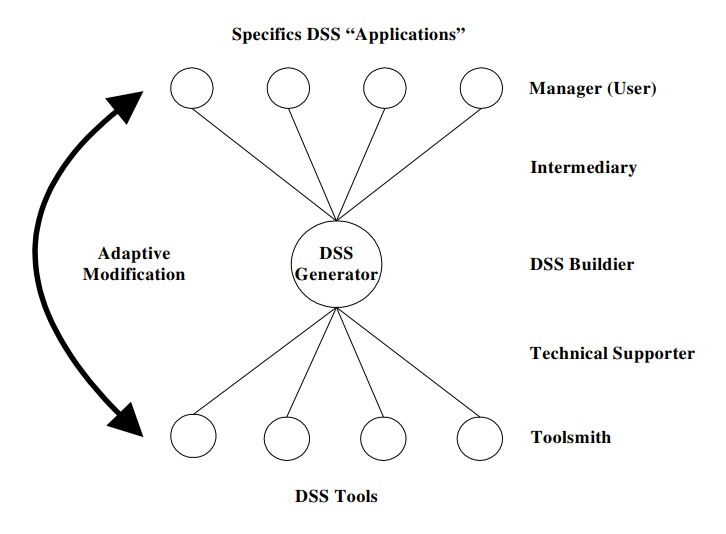 Specifics DSS “Applications”
Manager (User)
Intermediary
Adaptive
Modification
DSS
Generator
DSS Buildier
Technical Supporter
Toolsmith
DSS Tools